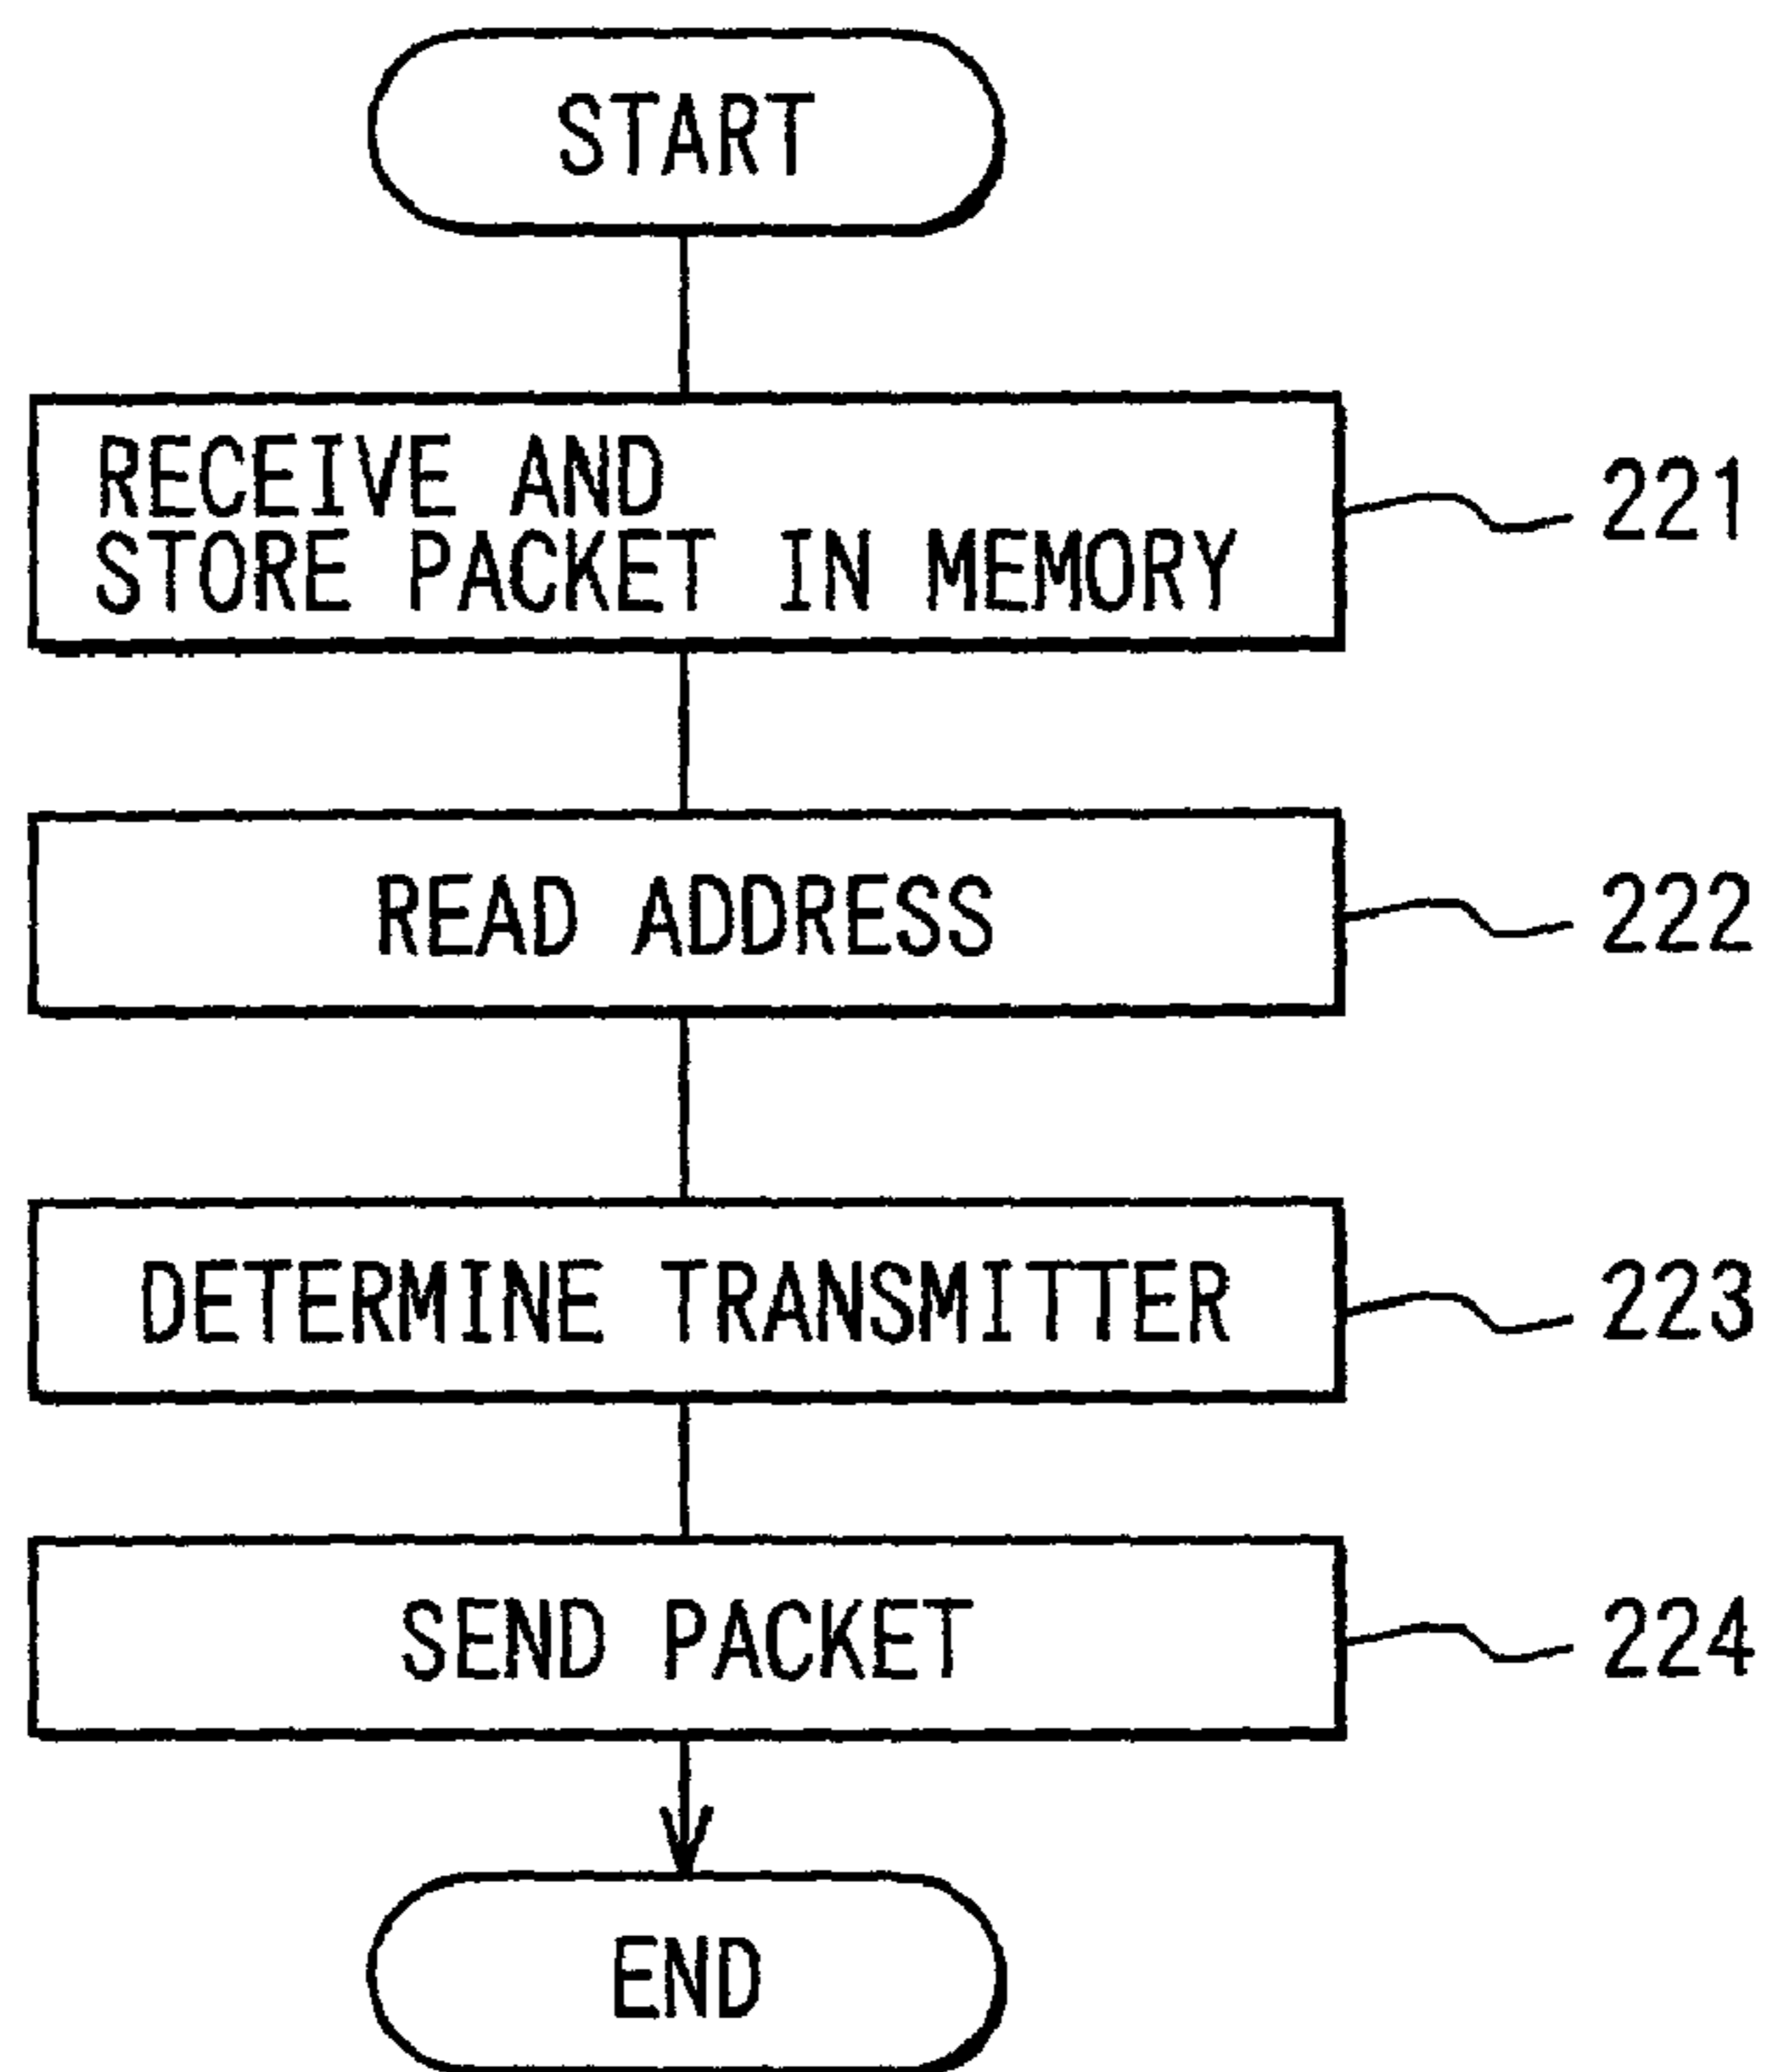 START
RECEIVE AND
STORE PACKET IN MEMORY
221
READ ADDRESS
222
DETERMINE TRANSMITTER
223
SEND PACKET
224
END